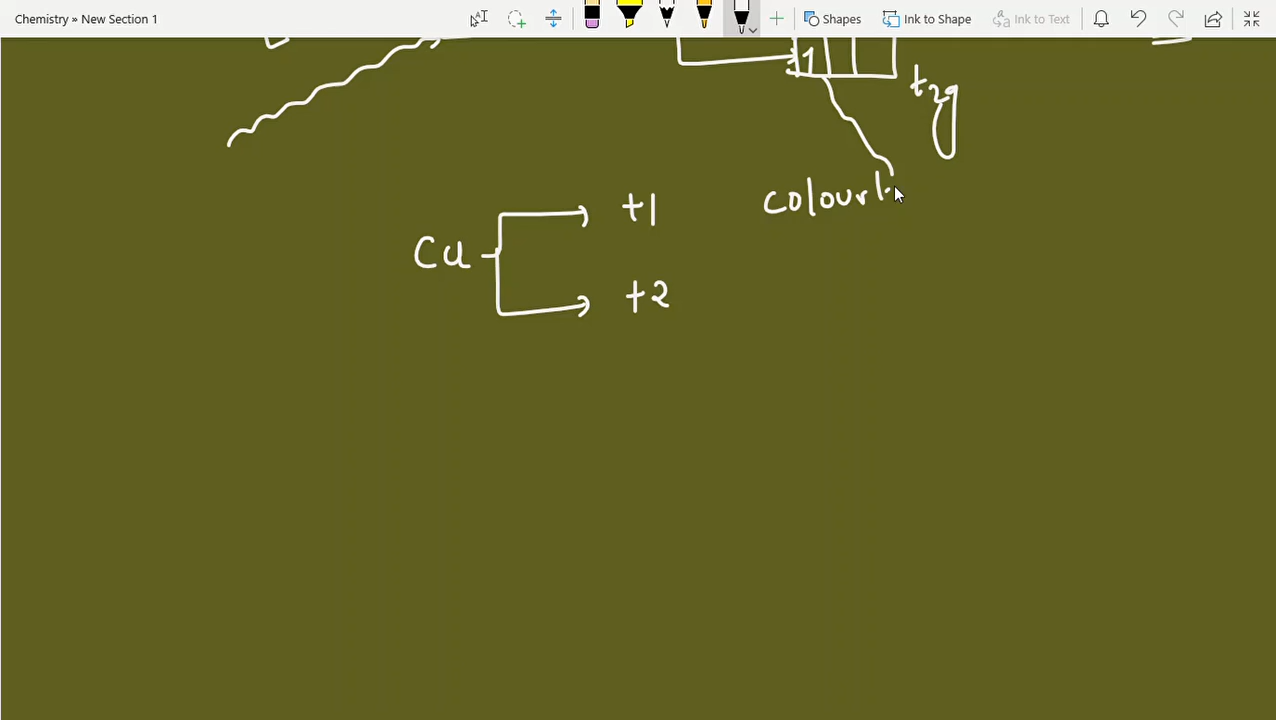 Chemistry » New Section 1
Shapes
Ink to Shape
Ink to Text
1
t2g
+1
colourl
Cu
+2